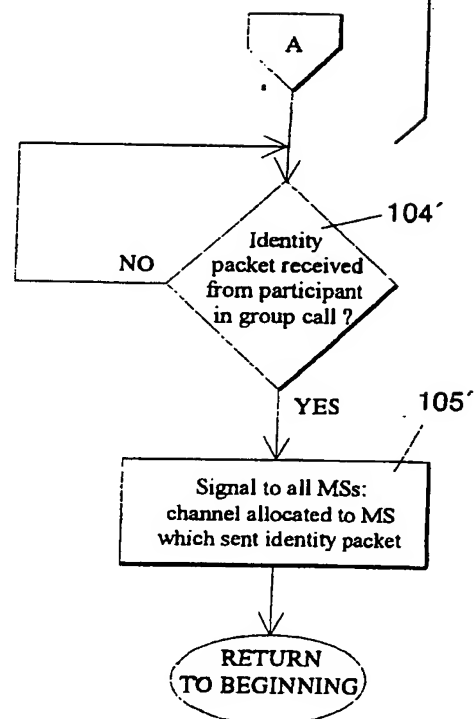 A
104´
Identity
packet received
from participant
in group call ?
NO
YES
105´
Signal to all MSs:
channel allocated to MS
which sent identity packet
RETURN
TO BEGINNING